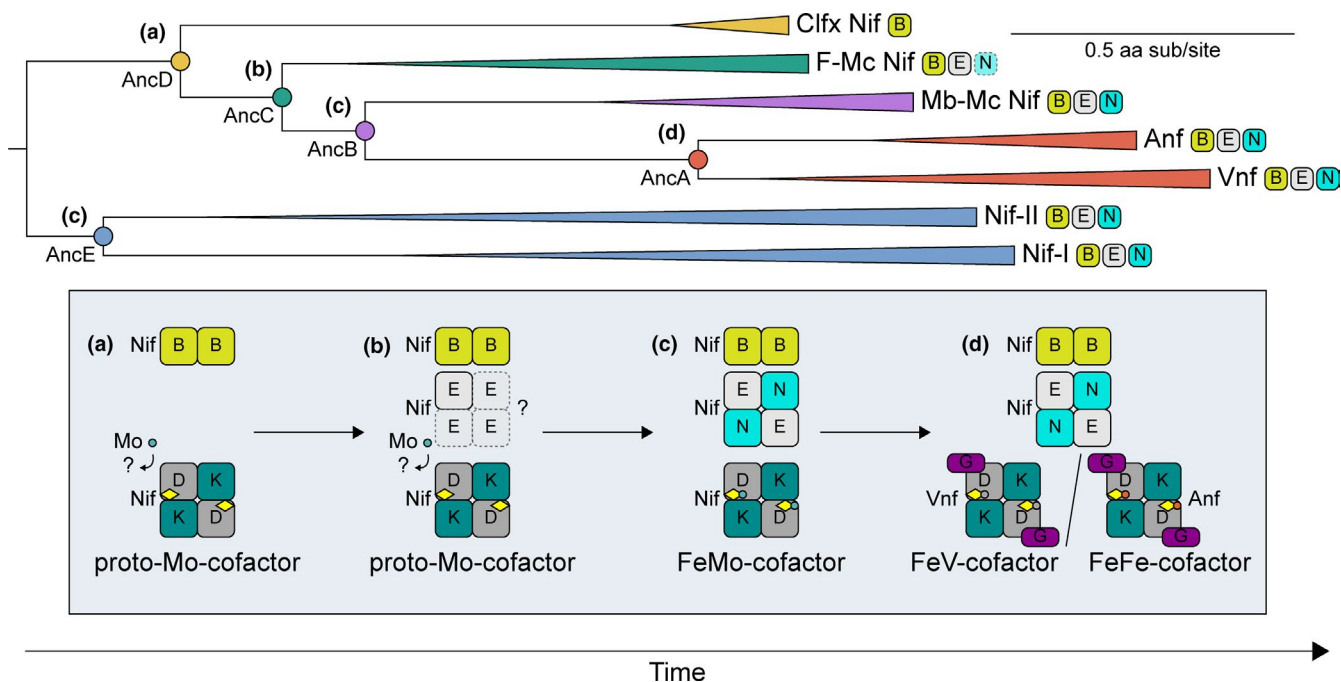 (a)
Clfx Nif B
0.5 aa sub/site
AncD
(b)
F-Mc Nif B E N
AncC
(c)
Mb-Mc Nif B E N
AncB
(d)
Anf B E N
AncA
Vnf B E N
(c)
Nif-II B E N
AncE
Nif-I B E N
(a) Nif B B
Mo
?
D K
Nif
K D
proto-Mo-cofactor
(b) Nif B B
E E
Nif ?
E E
Mo
?
D K
Nif
K D
proto-Mo-cofactor
(c) Nif B B
E N
Nif
N E
D K
Nif
K D
FeMo-cofactor
(d) Nif B B
E N
Nif
N E
G
D K
Vnf
K D
G
FeV-cofactor
G
D K
Anf
K D
G
FeFe-cofactor
Time